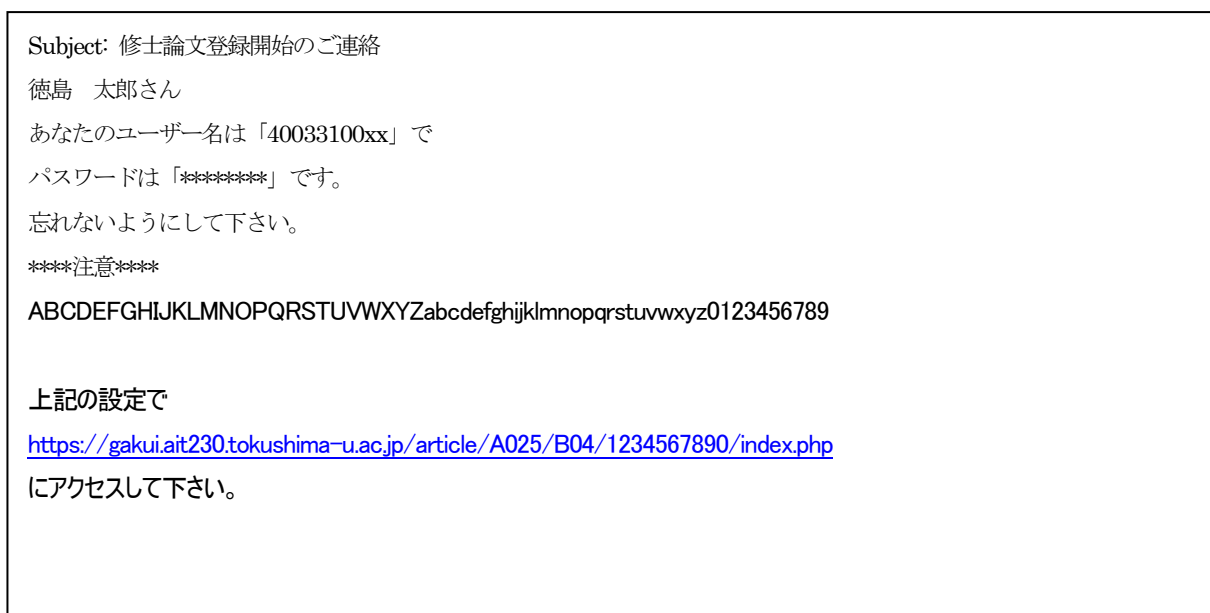 Subject: 修士論文登録開始のご連絡
徳島　太郎さん
あなたのユーザー名は「40033100xx」で
パスワードは「********」です。
忘れないようにして下さい。
****注意****
ABCDEFGHIJKLMNOPQRSTUVWXYZabcdefghijklmnopqrstuvwxyz0123456789
上記の設定で
https://gakui.ait230.tokushima-u.ac.jp/article/A025/B04/1234567890/index.php
にアクセスして下さい。